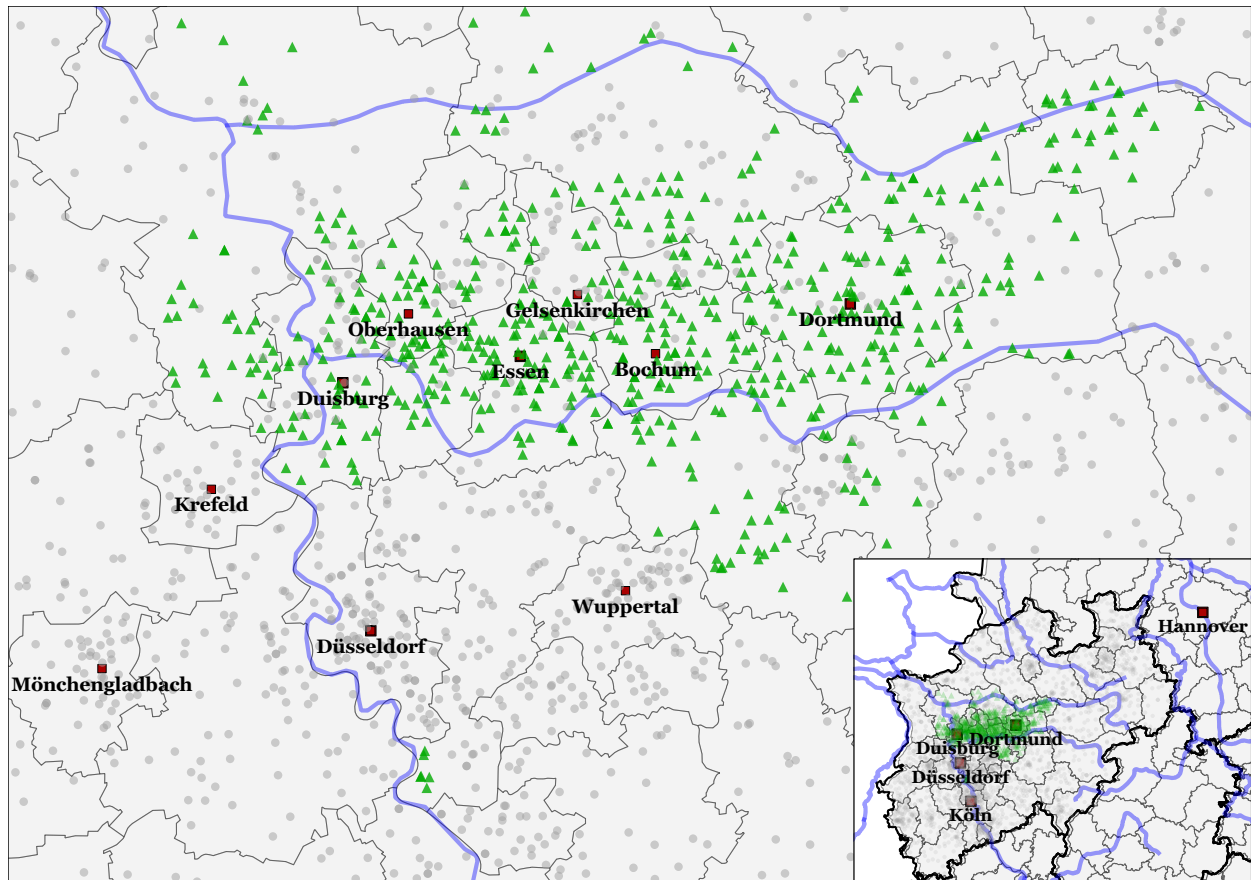 Gelsenkirchen
Oberhausen
Dortmund
Essen
Bochum
Duisburg
Krefeld
Wuppertal
Düsseldorf
Mönchengladbach
Hannover
Dortmund
Duisburg
Düsseldorf
Köln